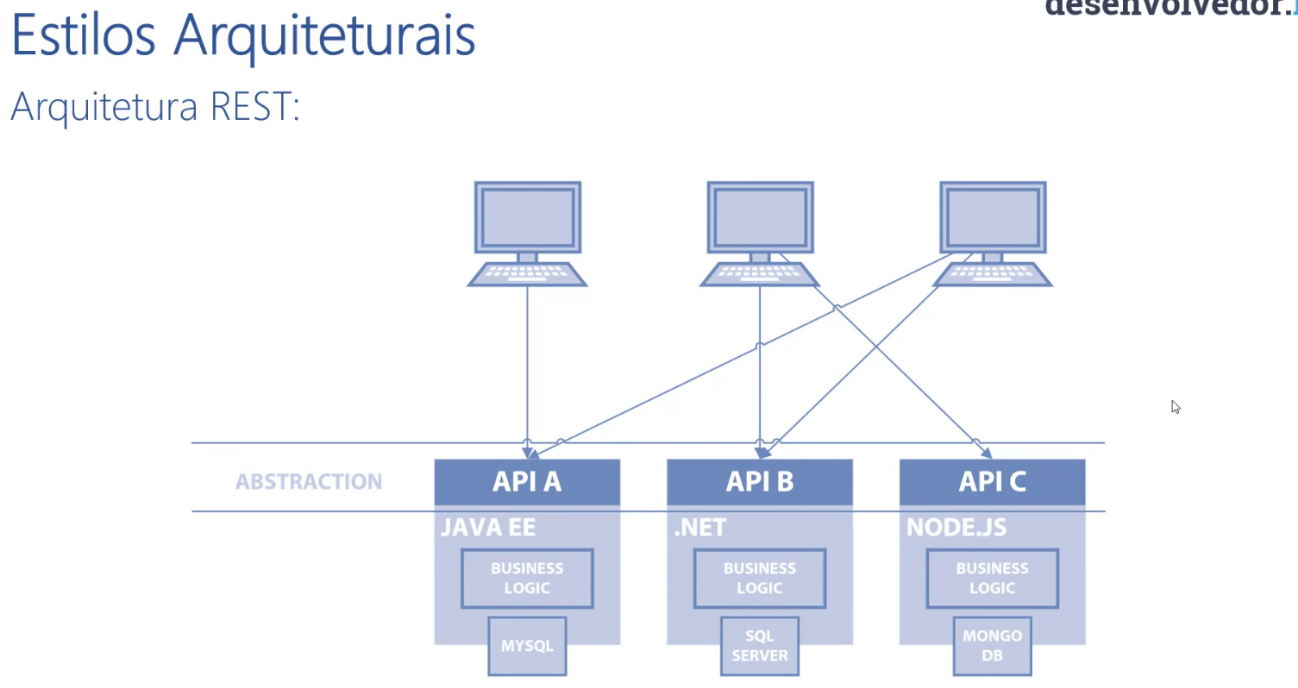 desenvolvedor.
Estilos Arquiteturais
Arquitetura REST:
ABSTRACTION
API A
API B
API C
JAVA EE
.NET
NODE.JS
BUSINESS
LOGIC
BUSINESS
LOGIC
BUSINESS
LOGIC
MYSQL
SQL
SERVER
MONGO
DB